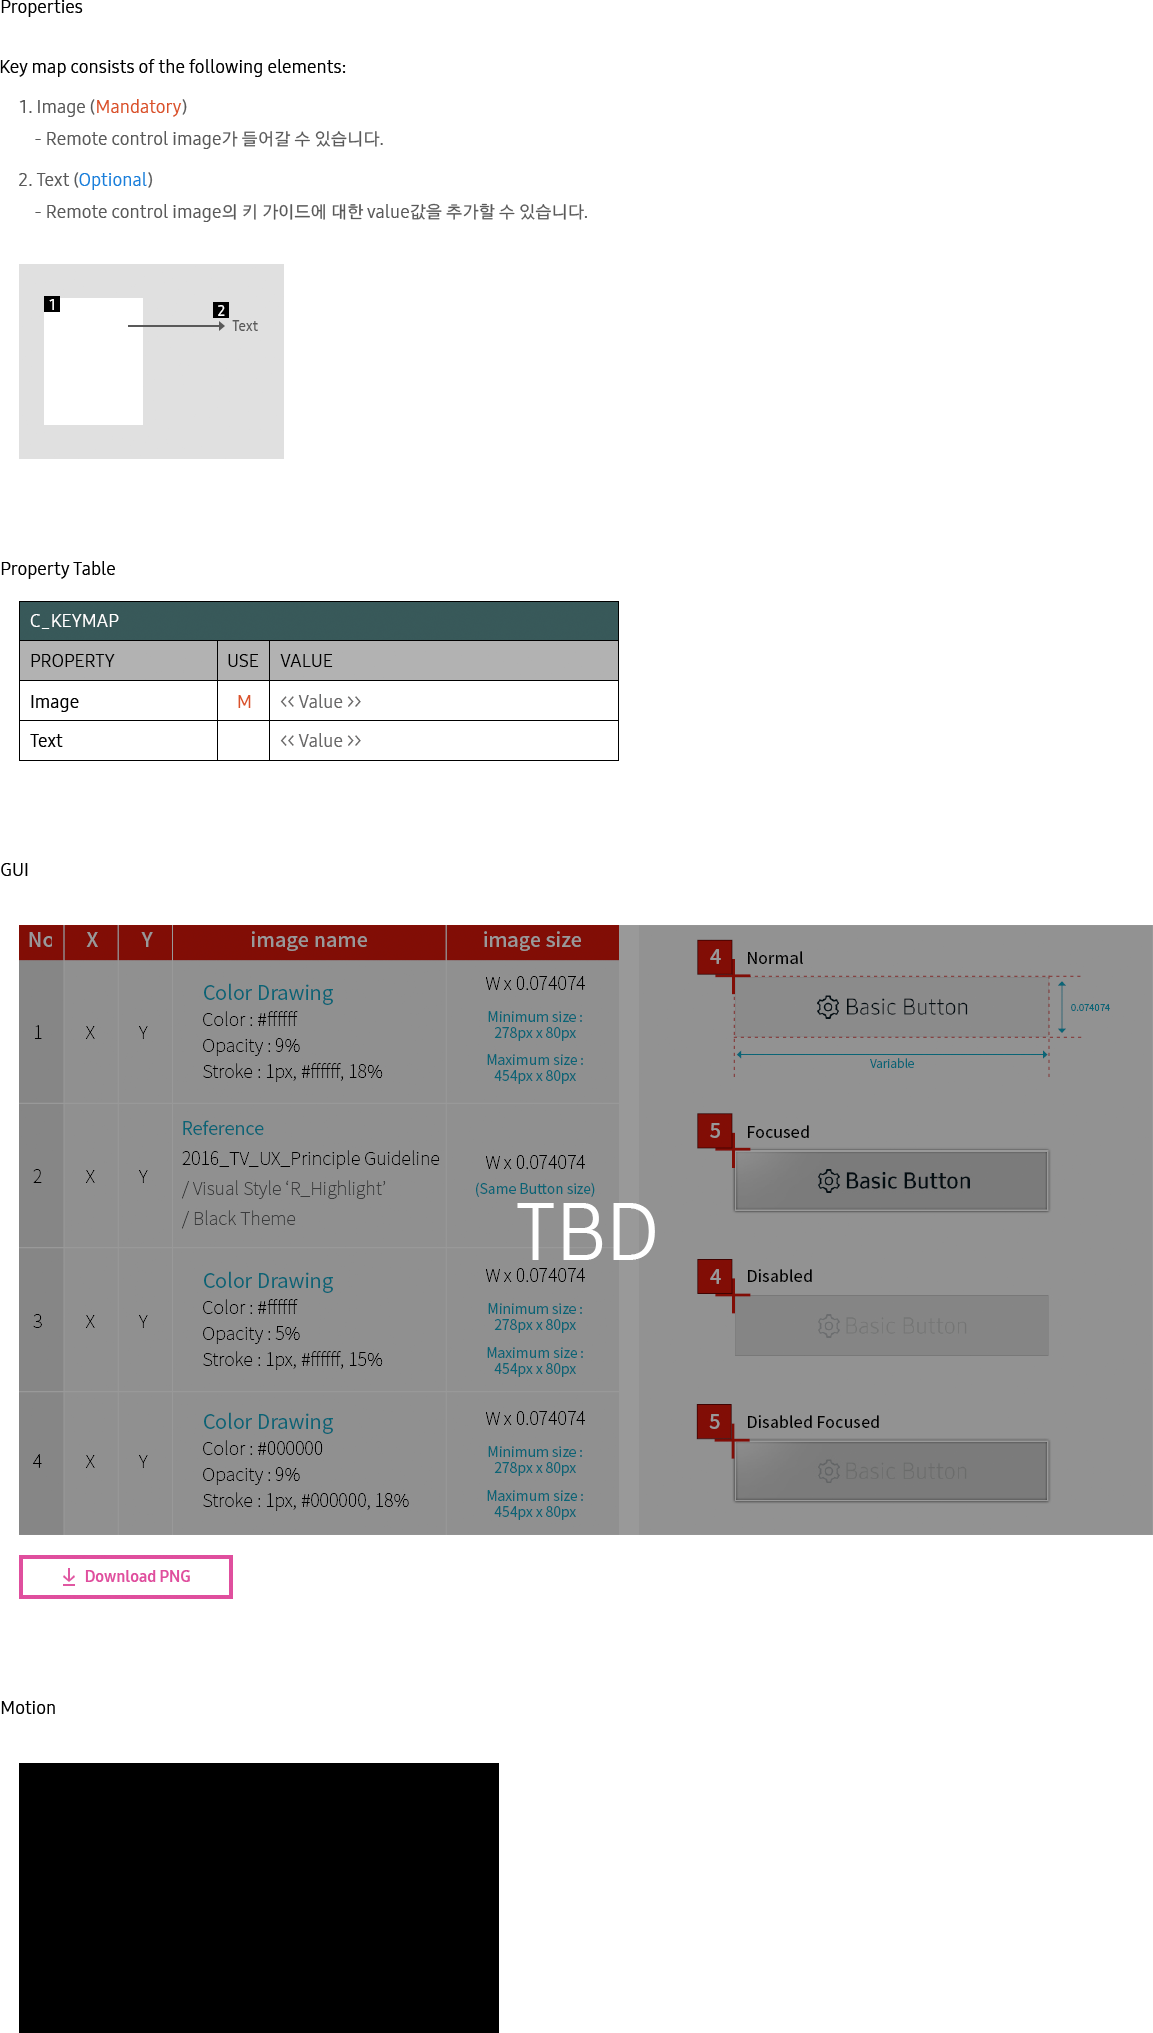 Properties
Key map consists of the following elements:
1. Image (Mandatory)
- Remote control image가 들어갈 수 있습니다.
2. Text (Optional)
- Remote control image의 키 가이드에 대한 value값을 추가할 수 있습니다.
1
2
Text
Property Table
C_KEYMAP
PROPERTY USE VALUE
Image M << Value >>
Text << Value >>
GUI
No X Y image name image size
1 X Y
Color Drawing
Color : #ffffff
Opacity : 9%
Stroke : 1px, #ffffff, 18%
W x 0.074074
Minimum size :
278px x 80px
Maximum size :
454px x 80px
2 X Y
Reference
2016_TV_UX_Principle Guideline
/ Visual Style ‘R_Highlight’
/ Black Theme
W x 0.074074
(Same Button size)
TBD
3 X Y
Color Drawing
Color : #ffffff
Opacity : 5%
Stroke : 1px, #ffffff, 15%
W x 0.074074
Minimum size :
278px x 80px
Maximum size :
454px x 80px
4 X Y
Color Drawing
Color : #000000
Opacity : 9%
Stroke : 1px, #000000, 18%
W x 0.074074
Minimum size :
278px x 80px
Maximum size :
454px x 80px
4 Normal
Basic Button
0.074074
Variable
5 Focused
Basic Button
4 Disabled
Basic Button
5 Disabled Focused
Basic Button
Download PNG
Motion